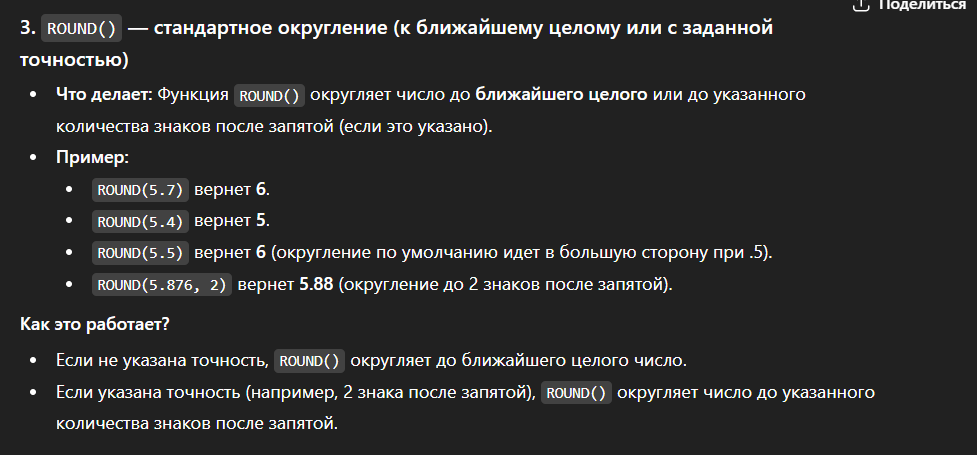 Поделиться
3. ROUND() — стандартное округление (к ближайшему целому или с заданной
точностью)
• Что делает: Функция ROUND() округляет число до ближайшего целого или до указанного
количества знаков после запятой (если это указано).
• Пример:
• ROUND(5.7) вернет 6.
• ROUND(5.4) вернет 5.
• ROUND(5.5) вернет 6 (округление по умолчанию идет в большую сторону при .5).
• ROUND(5.876, 2) вернет 5.88 (округление до 2 знаков после запятой).
Как это работает?
• Если не указана точность, ROUND() округляет до ближайшего целого число.
• Если указана точность (например, 2 знака после запятой), ROUND() округляет число до указанного
количества знаков после запятой.